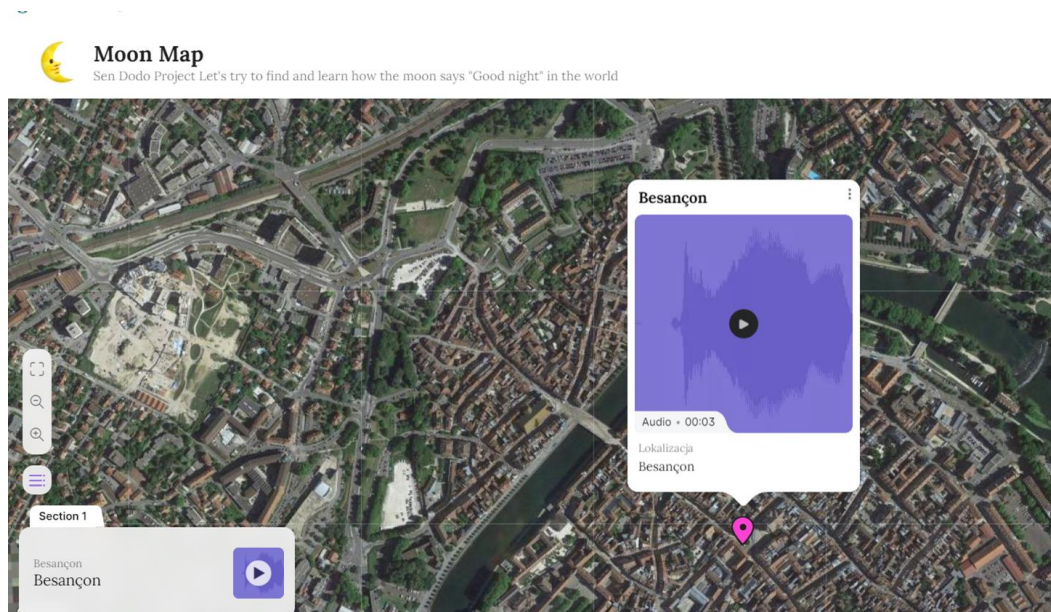 Moon Map
Sen Dodo Project Let's try to find and learn how the moon says "Good night" in the world
Besançon
Audio • 00:03
Lokalizacja
Besançon
Section 1
Besançon
Besançon